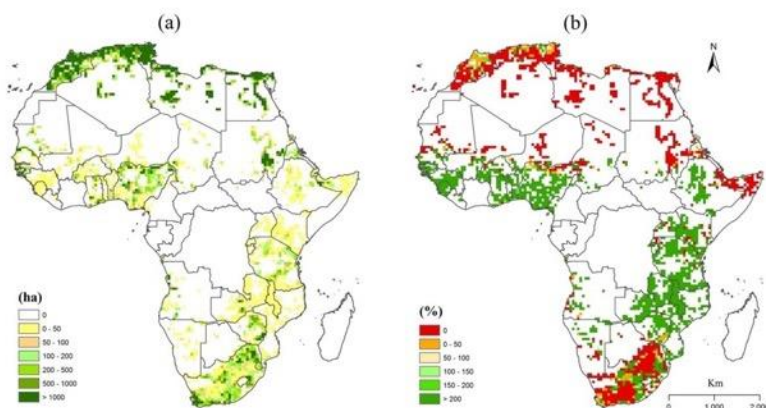 (a)
(b)
N
(ha)
0
0 - 50
50 - 100
100 - 200
200 - 500
500 - 1000
> 1000
(%)
0
0 - 50
50 - 100
100 - 150
150 - 200
> 200
Km
0 1 000 2 000